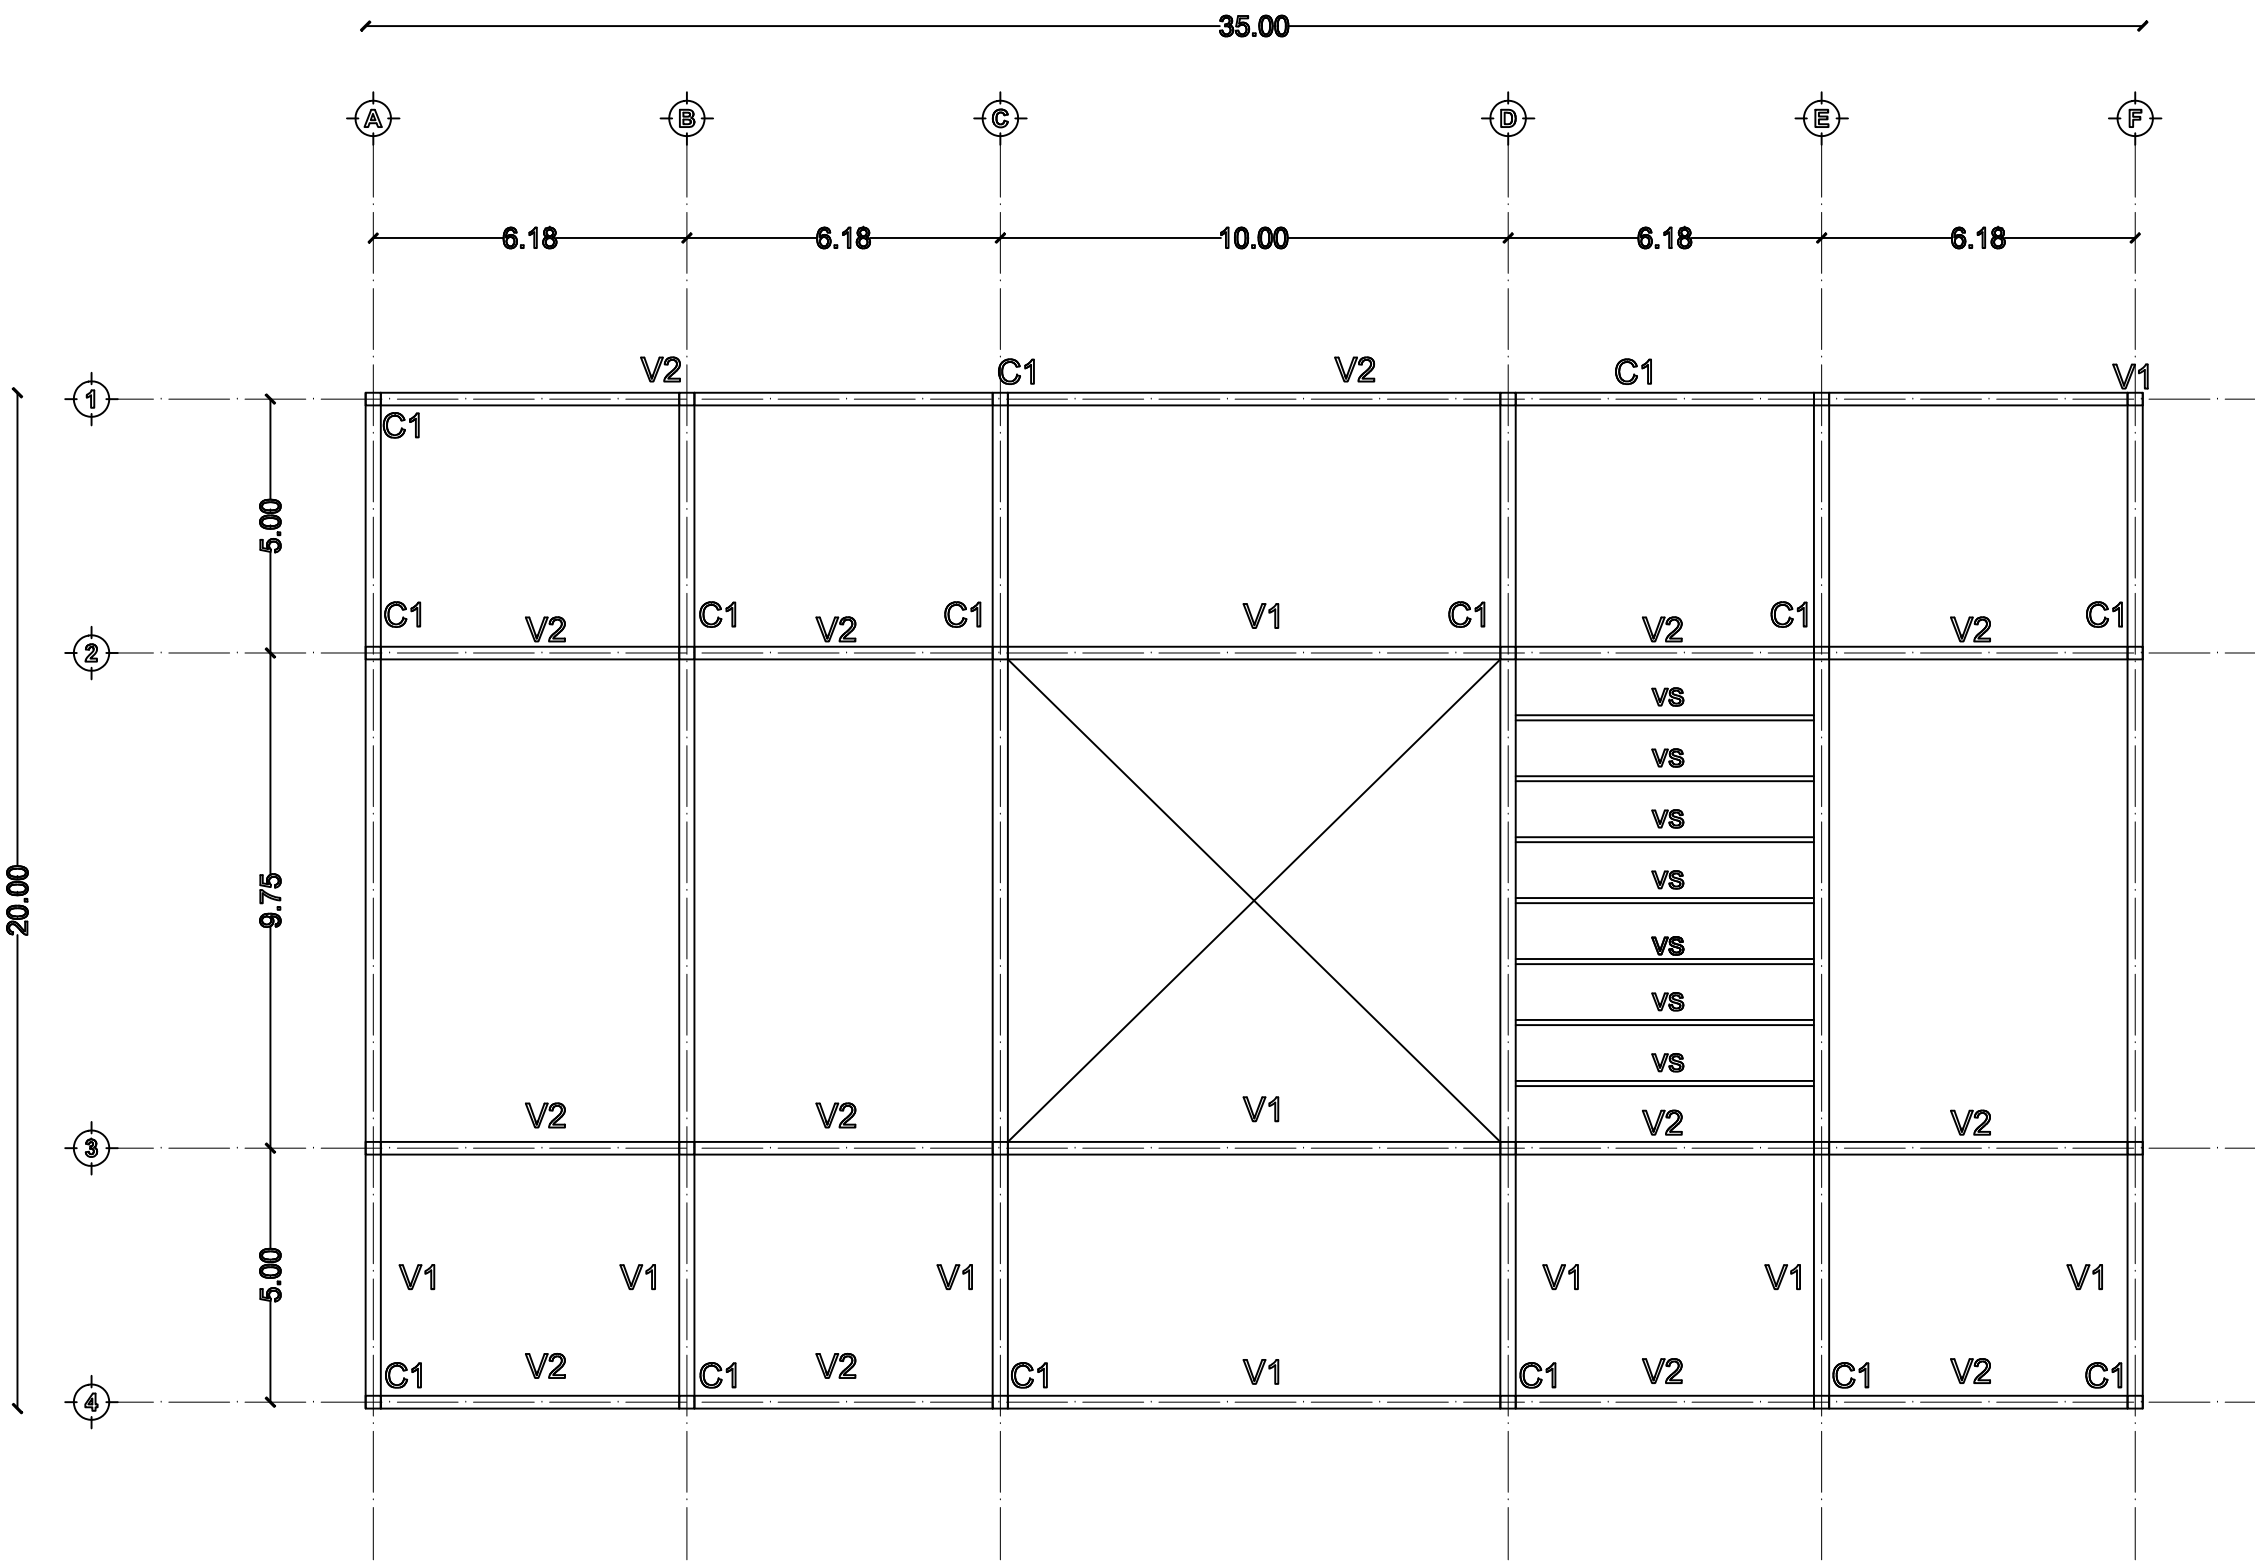 35.00
A B C D E F
6.18 6.18 10.00 6.18 6.18
V2 C1 V2 C1 V1
1
C1
5.00
C1 V2 C1 V2 C1 V1 C1 V2 C1 V2 C1
2
vs
vs
vs
vs
20.00 9.75
vs
vs
vs
V2 V2 V1 V2 V2
3
5.00
V1 V1 V1 V1 V1 V1
C1 V2 C1 V2 C1 V1 C1 V2 C1 V2 C1
4